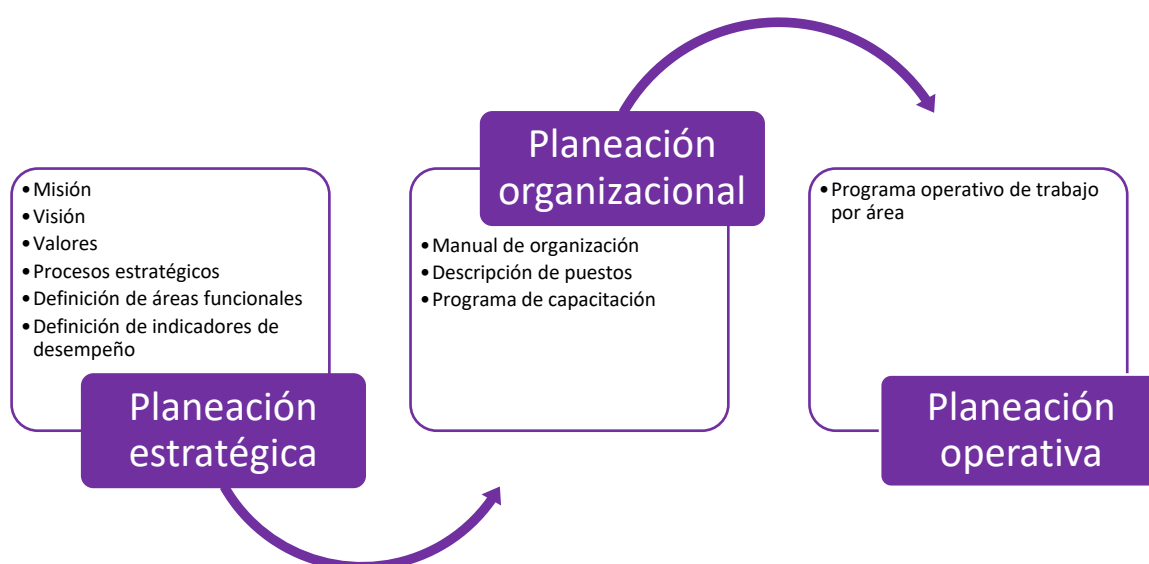 •Misión
•Visión
•Valores
•Procesos estratégicos
•Definición de áreas funcionales
•Definición de indicadores de
desempeño
Planeación
estratégica
Planeación
organizacional
•Manual de organización
•Descripción de puestos
•Programa de capacitación
•Programa operativo de trabajo
por área
Planeación
operativa